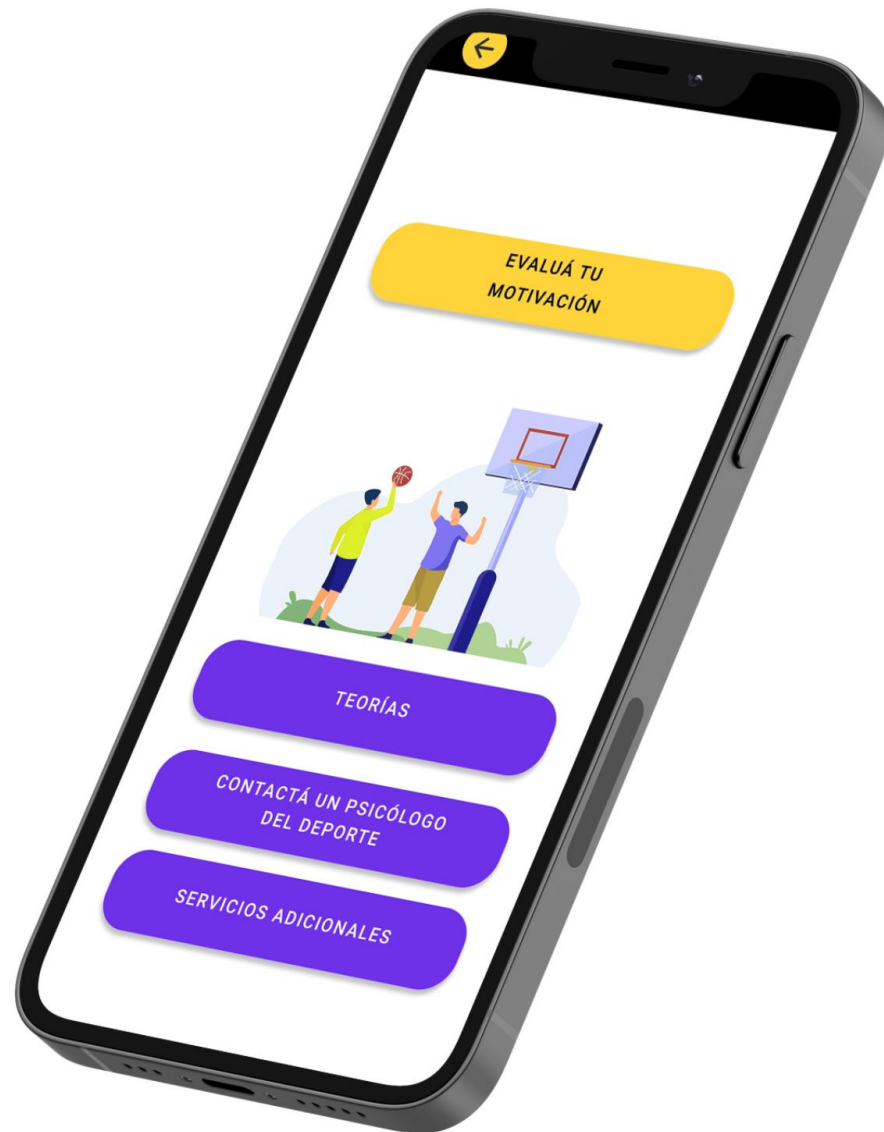 EVALUÁ TU
MOTIVACIÓN
TEORÍAS
CONTACTÁ UN PSICÓLOGO
DEL DEPORTE
SERVICIOS ADICIONALES